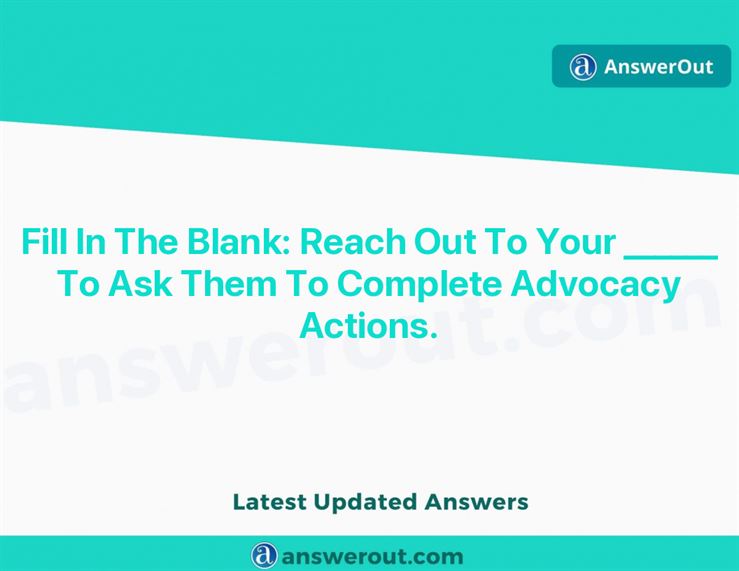 AnswerOut
Fill In The Blank: Reach Out To Your _____
To Ask Them To Complete Advocacy
Actions.
answerout.com
Latest Updated Answers
answerout.com